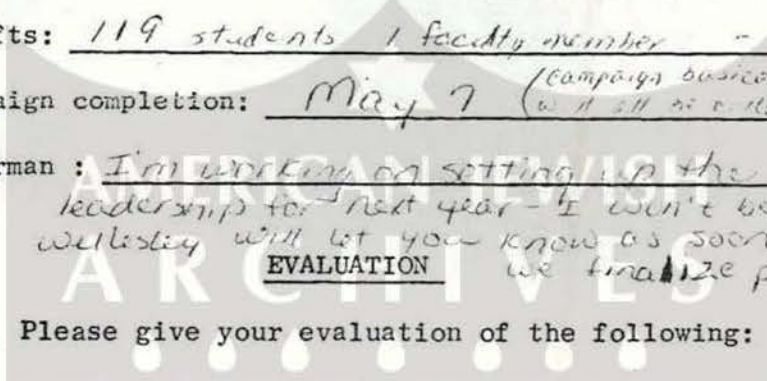 fts: 119 students 1 faculty member -
(campaign basica
aign completion: May 7
rman : I'm working on setting up the
leadership for next year - I won't be
wellesley will let you know as soon
EVALUATION we finalize p
Please give your evaluation of the following:
AMERICAN JEWISH
ARCHIVES